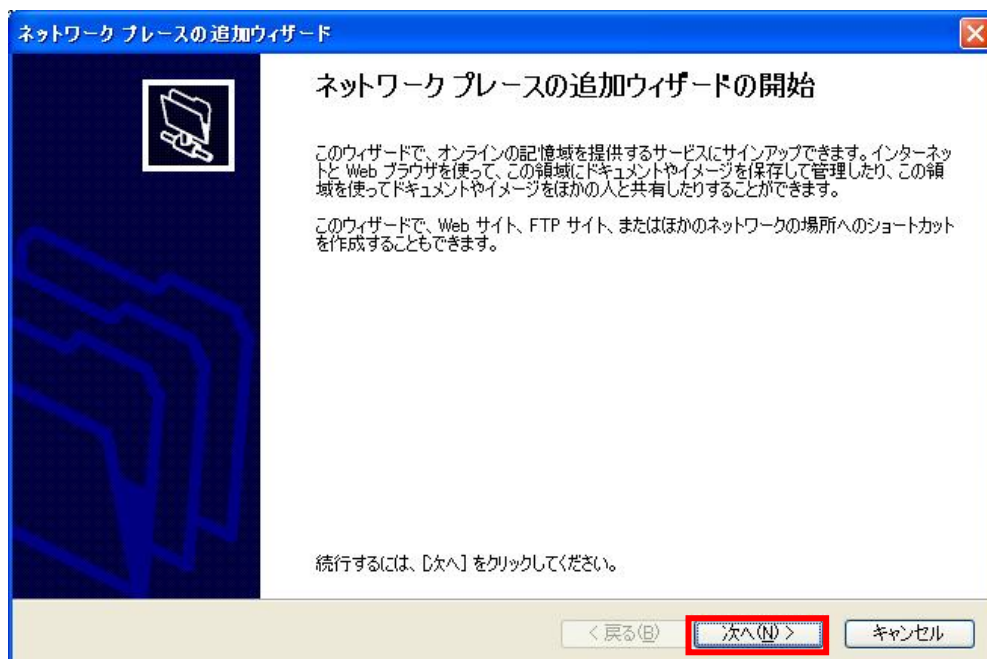 ネットワーク プレースの追加ウィザード
ネットワーク プレースの追加ウィザードの開始
このウィザードで、オンラインの記憶域を提供するサービスにサインアップできます。インターネッ
トと Web ブラウザを使って、この領域にドキュメントやイメージを保存して管理したり、この領
域を使ってドキュメントやイメージをほかの人と共有したりすることができます。
このウィザードで、Web サイト、FTP サイト、またはほかのネットワークの場所へのショートカット
を作成することもできます。
続行するには、[次へ] をクリックしてください。
< 戻る(B) 次へ(N) > キャンセル